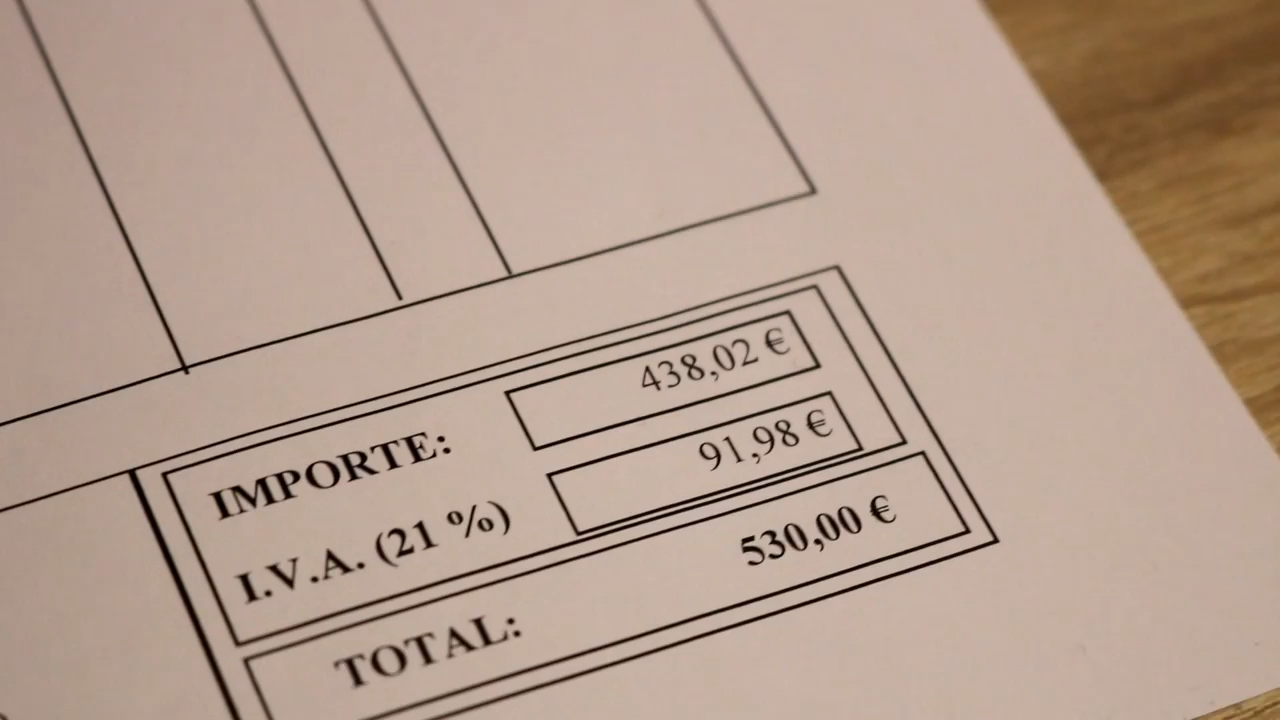 IMPORTE: 438,02 €
I.V.A. (21 %) 91,98 €
TOTAL: 530,00 €